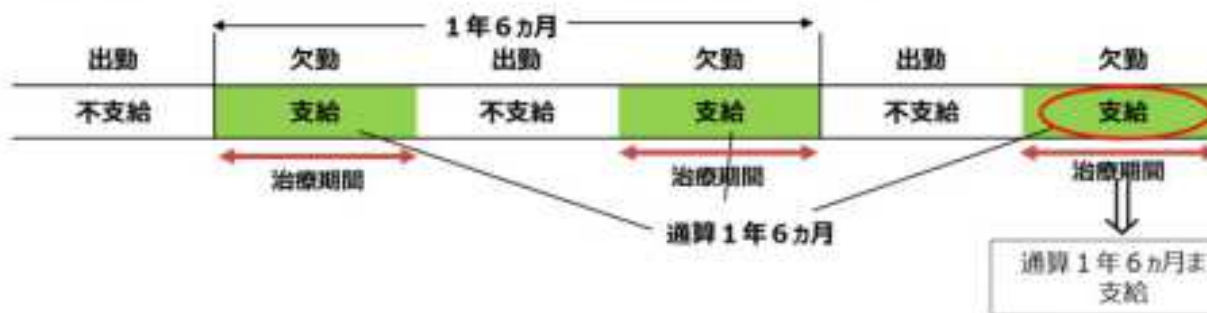 1年6ヵ月
出勤 欠勤 出勤 欠勤 出勤 欠勤
不支給 支給 不支給 支給 不支給 支給
治療期間 治療期間 治療期間
通算1年6ヵ月
通算1年6ヵ月ま
支給